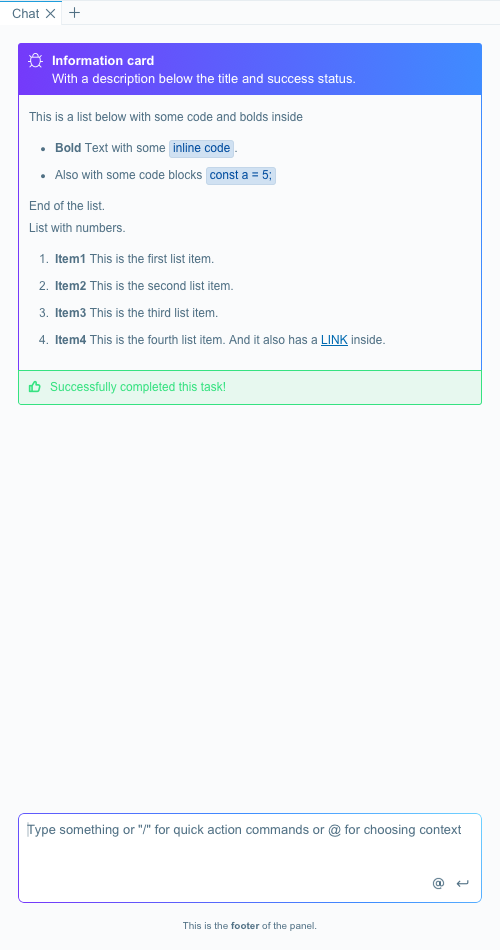 Chat
Information card
With a description below the title and success status.
This is a list below with some code and bolds inside
• Bold Text with some inline code .
• Also with some code blocks const a = 5;
End of the list.
List with numbers.
1. Item1 This is the first list item.
2. Item2 This is the second list item.
3. Item3 This is the third list item.
4. Item4 This is the fourth list item. And it also has a LINK inside.
Successfully completed this task!
Type something or "/" for quick action commands or @ for choosing context
@
This is the footer of the panel.